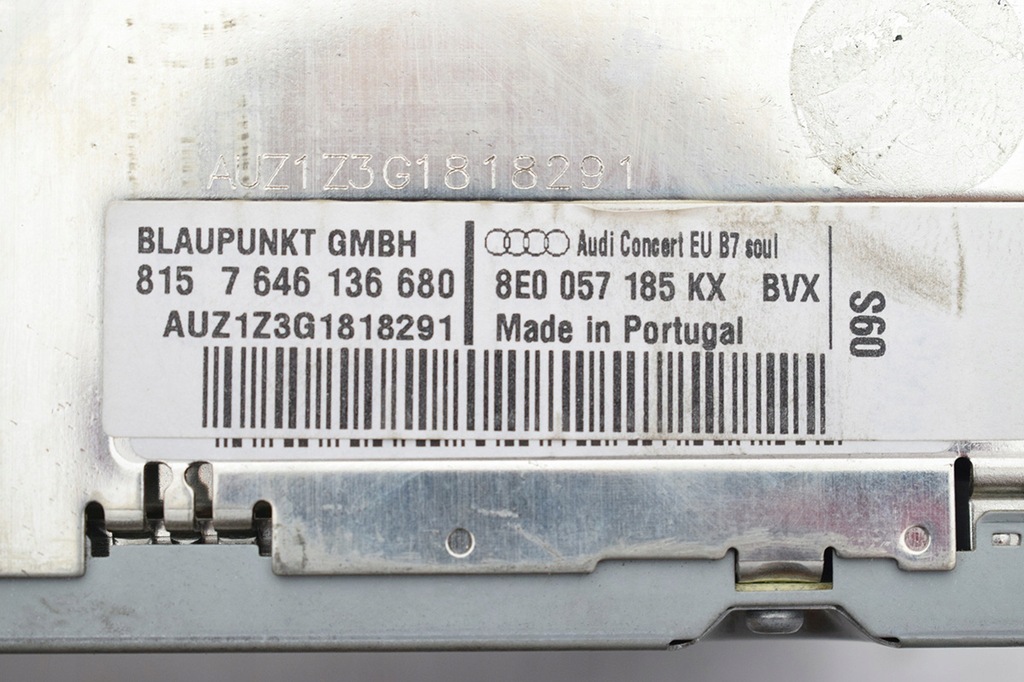 AUZ1Z3G1818291
BLAUPUNKT GMBH
815 7 646 136 680
AUZ1Z3G1818291
Audi Concert EU B7 soul
8E0 057 185 KX BVX
Made in Portugal
S60